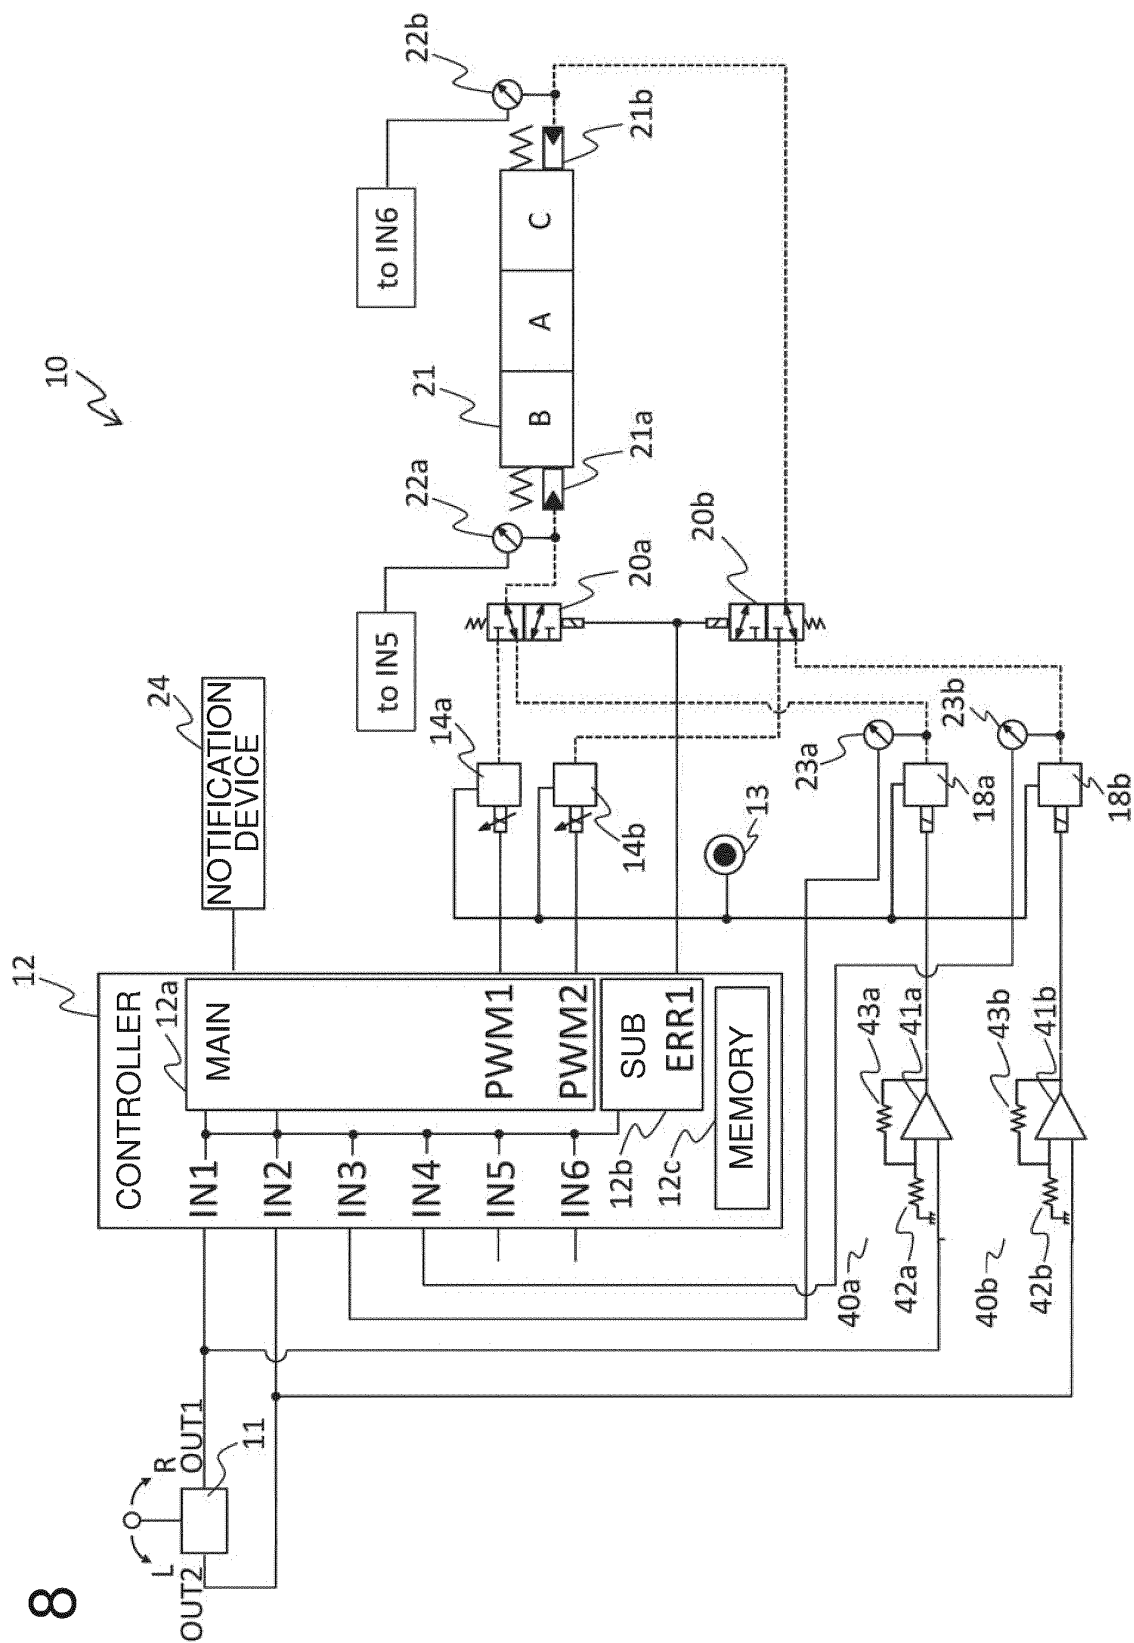 8
10
L
R
OUT2
OUT1
11
12
CONTROLLER
IN1
IN2
IN3
IN4
IN5
IN6
12a
MAIN
PWM1
PWM2
12b
SUB
ERR1
12c
MEMORY
24
NOTIFICATION
DEVICE
to IN5
to IN6
14a
14b
13
22a
22b
21
B
A
C
21a
21b
20a
20b
23a
23b
18a
18b
40a
42a
43a
41a
40b
42b
43b
41b